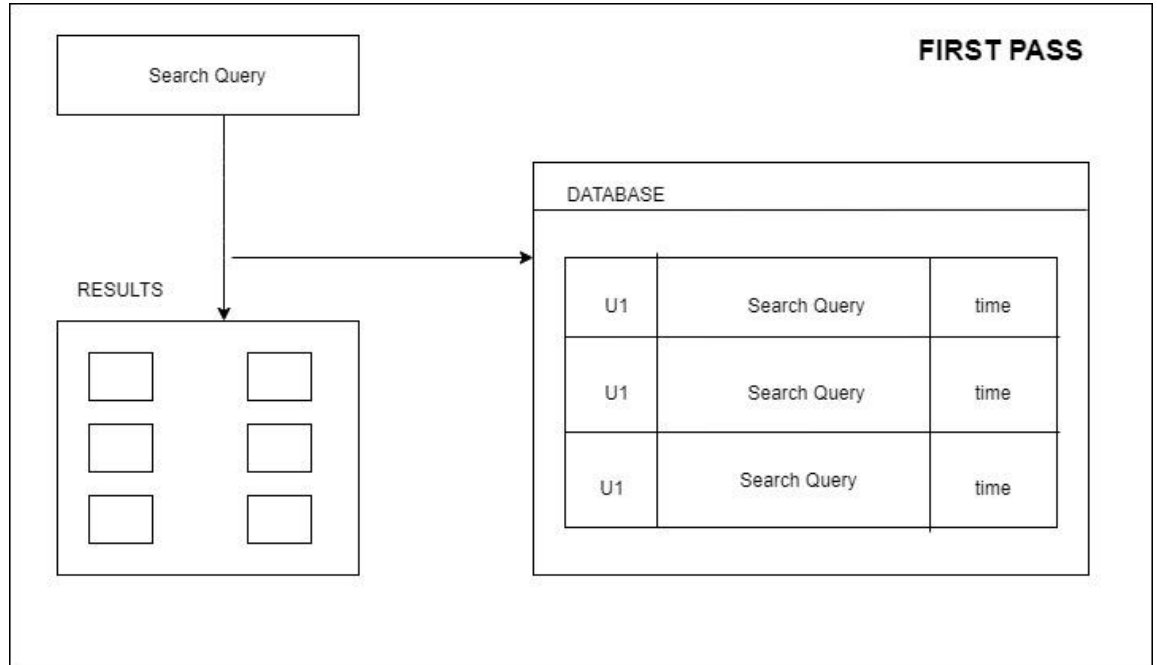 FIRST PASS
Search Query
DATABASE
RESULTS
U1 Search Query time
U1 Search Query time
U1 Search Query time